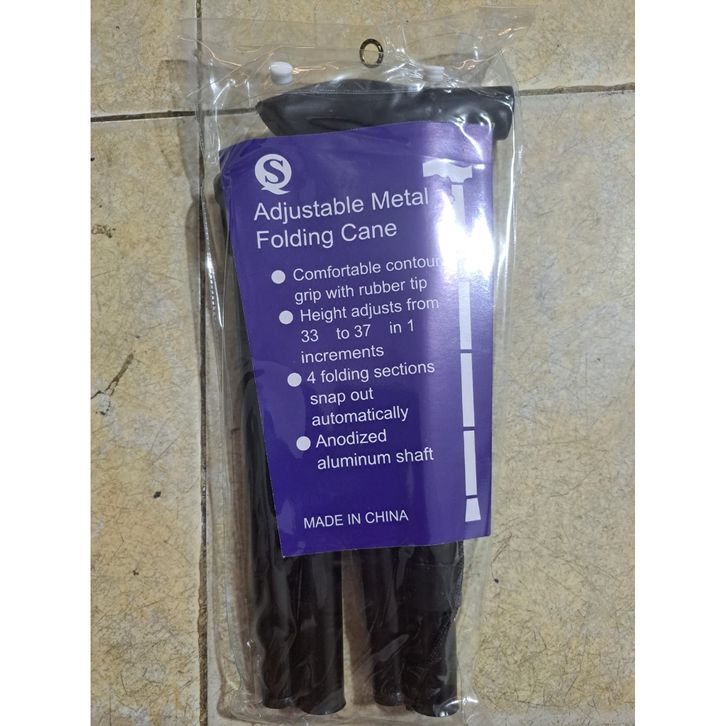 SQ
Adjustable Metal
Folding Cane
Comfortable contour
grip with rubber tip
Height adjusts from
33 to 37 in 1
increments
4 folding sections
snap out
automatically
Anodized
aluminum shaft
MADE IN CHINA